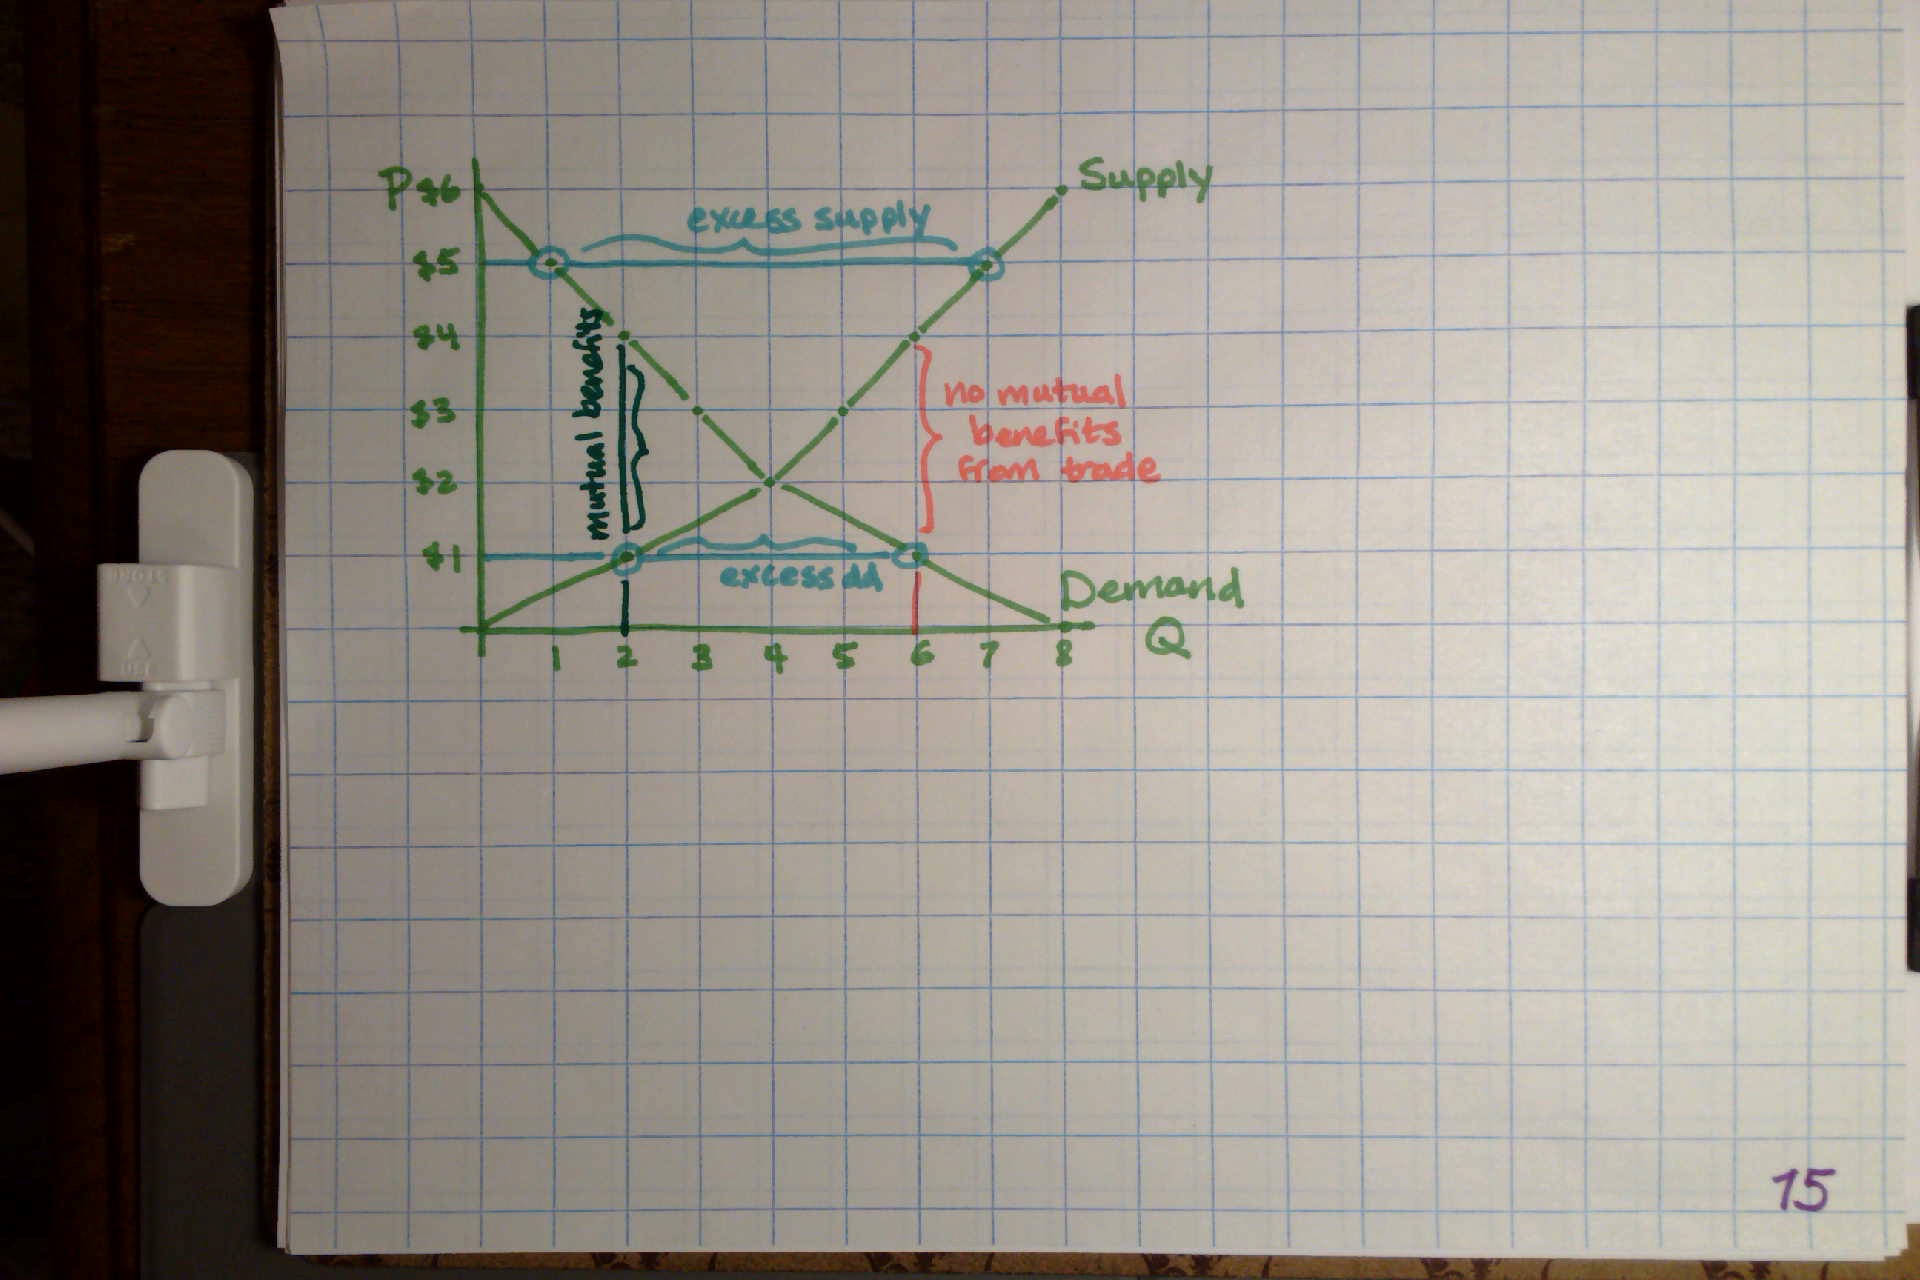 P $6
Supply
excess supply
$5
$4
$3
$2
$1
mutual benefits
no mutual
benefits
from trade
excess dd
Demand
1 2 3 4 5 6 7 8 Q
15